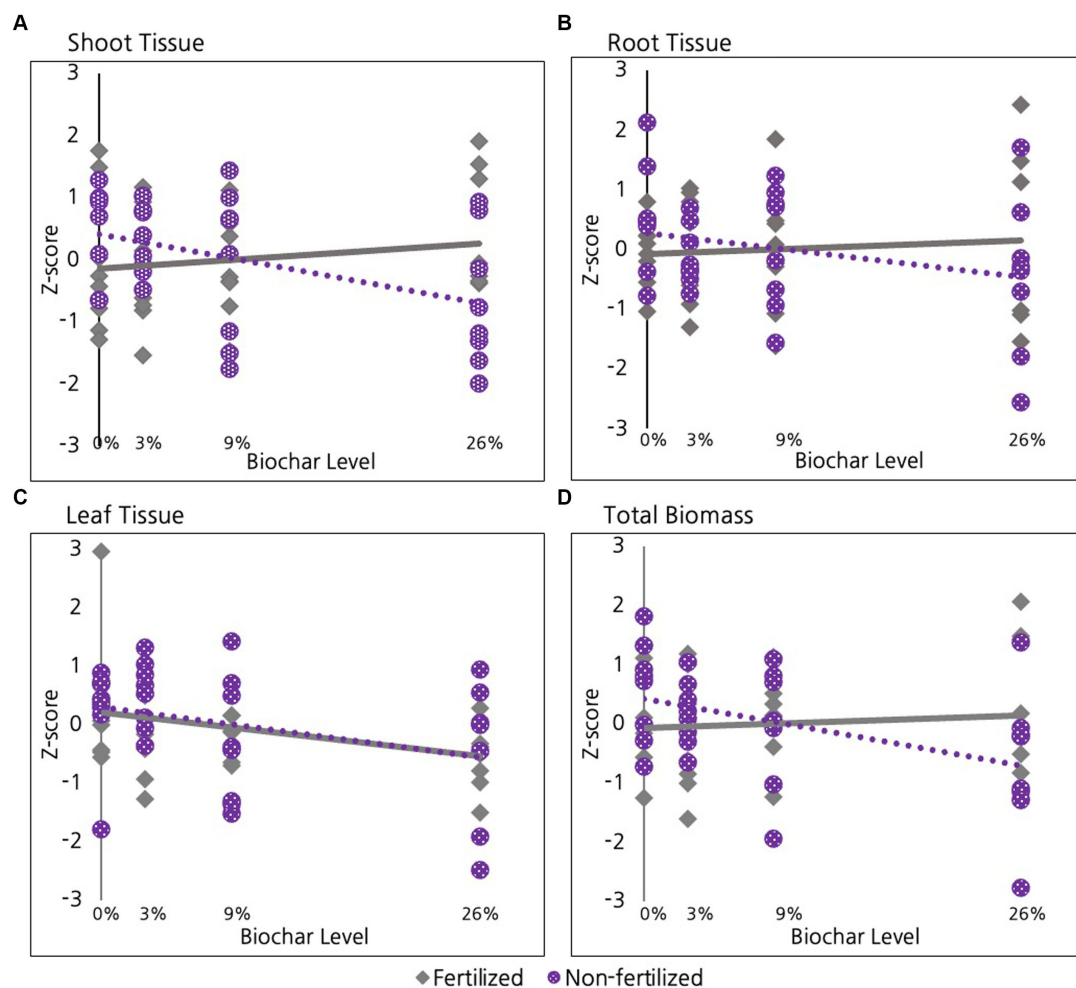 A
Shoot Tissue
3
2
1
0
-1
-2
-3
Z-score
0% 3% 9% 26%
Biochar Level
B
Root Tissue
3
2
1
0
-1
-2
-3
Z-score
0% 3% 9% 26%
Biochar Level
C
Leaf Tissue
3
2
1
0
-1
-2
-3
Z-score
0% 3% 9% 26%
Biochar Level
D
Total Biomass
3
2
1
0
-1
-2
-3
Z-score
0% 3% 9% 26%
Biochar Level
Fertilized Non-fertilized